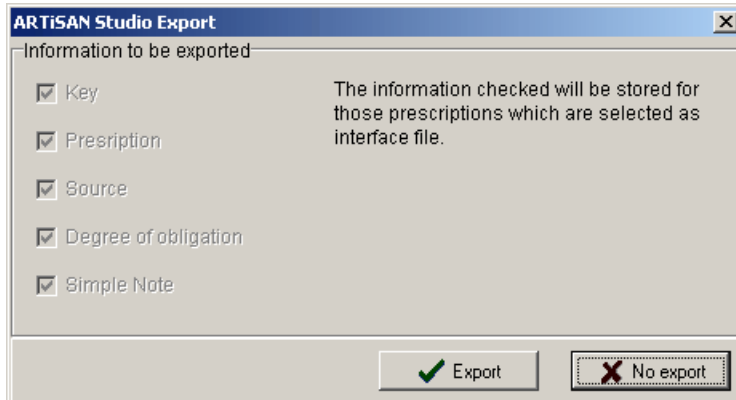 ARTiSAN Studio Export
Information to be exported
Key
Presription
Source
Degree of obligation
Simple Note
The information checked will be stored for
those prescriptions which are selected as
interface file.
Export
No export